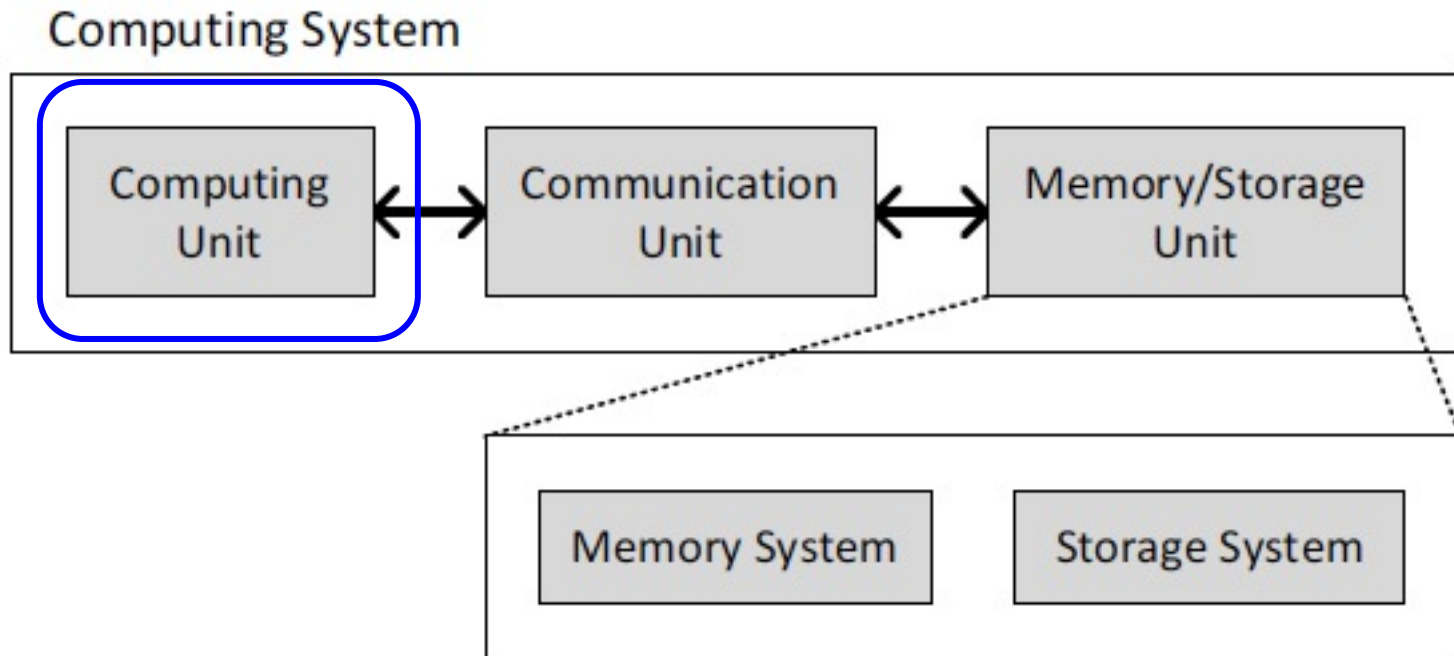 Computing System
Computing
Unit
Communication
Unit
Memory/Storage
Unit
Memory System
Storage System